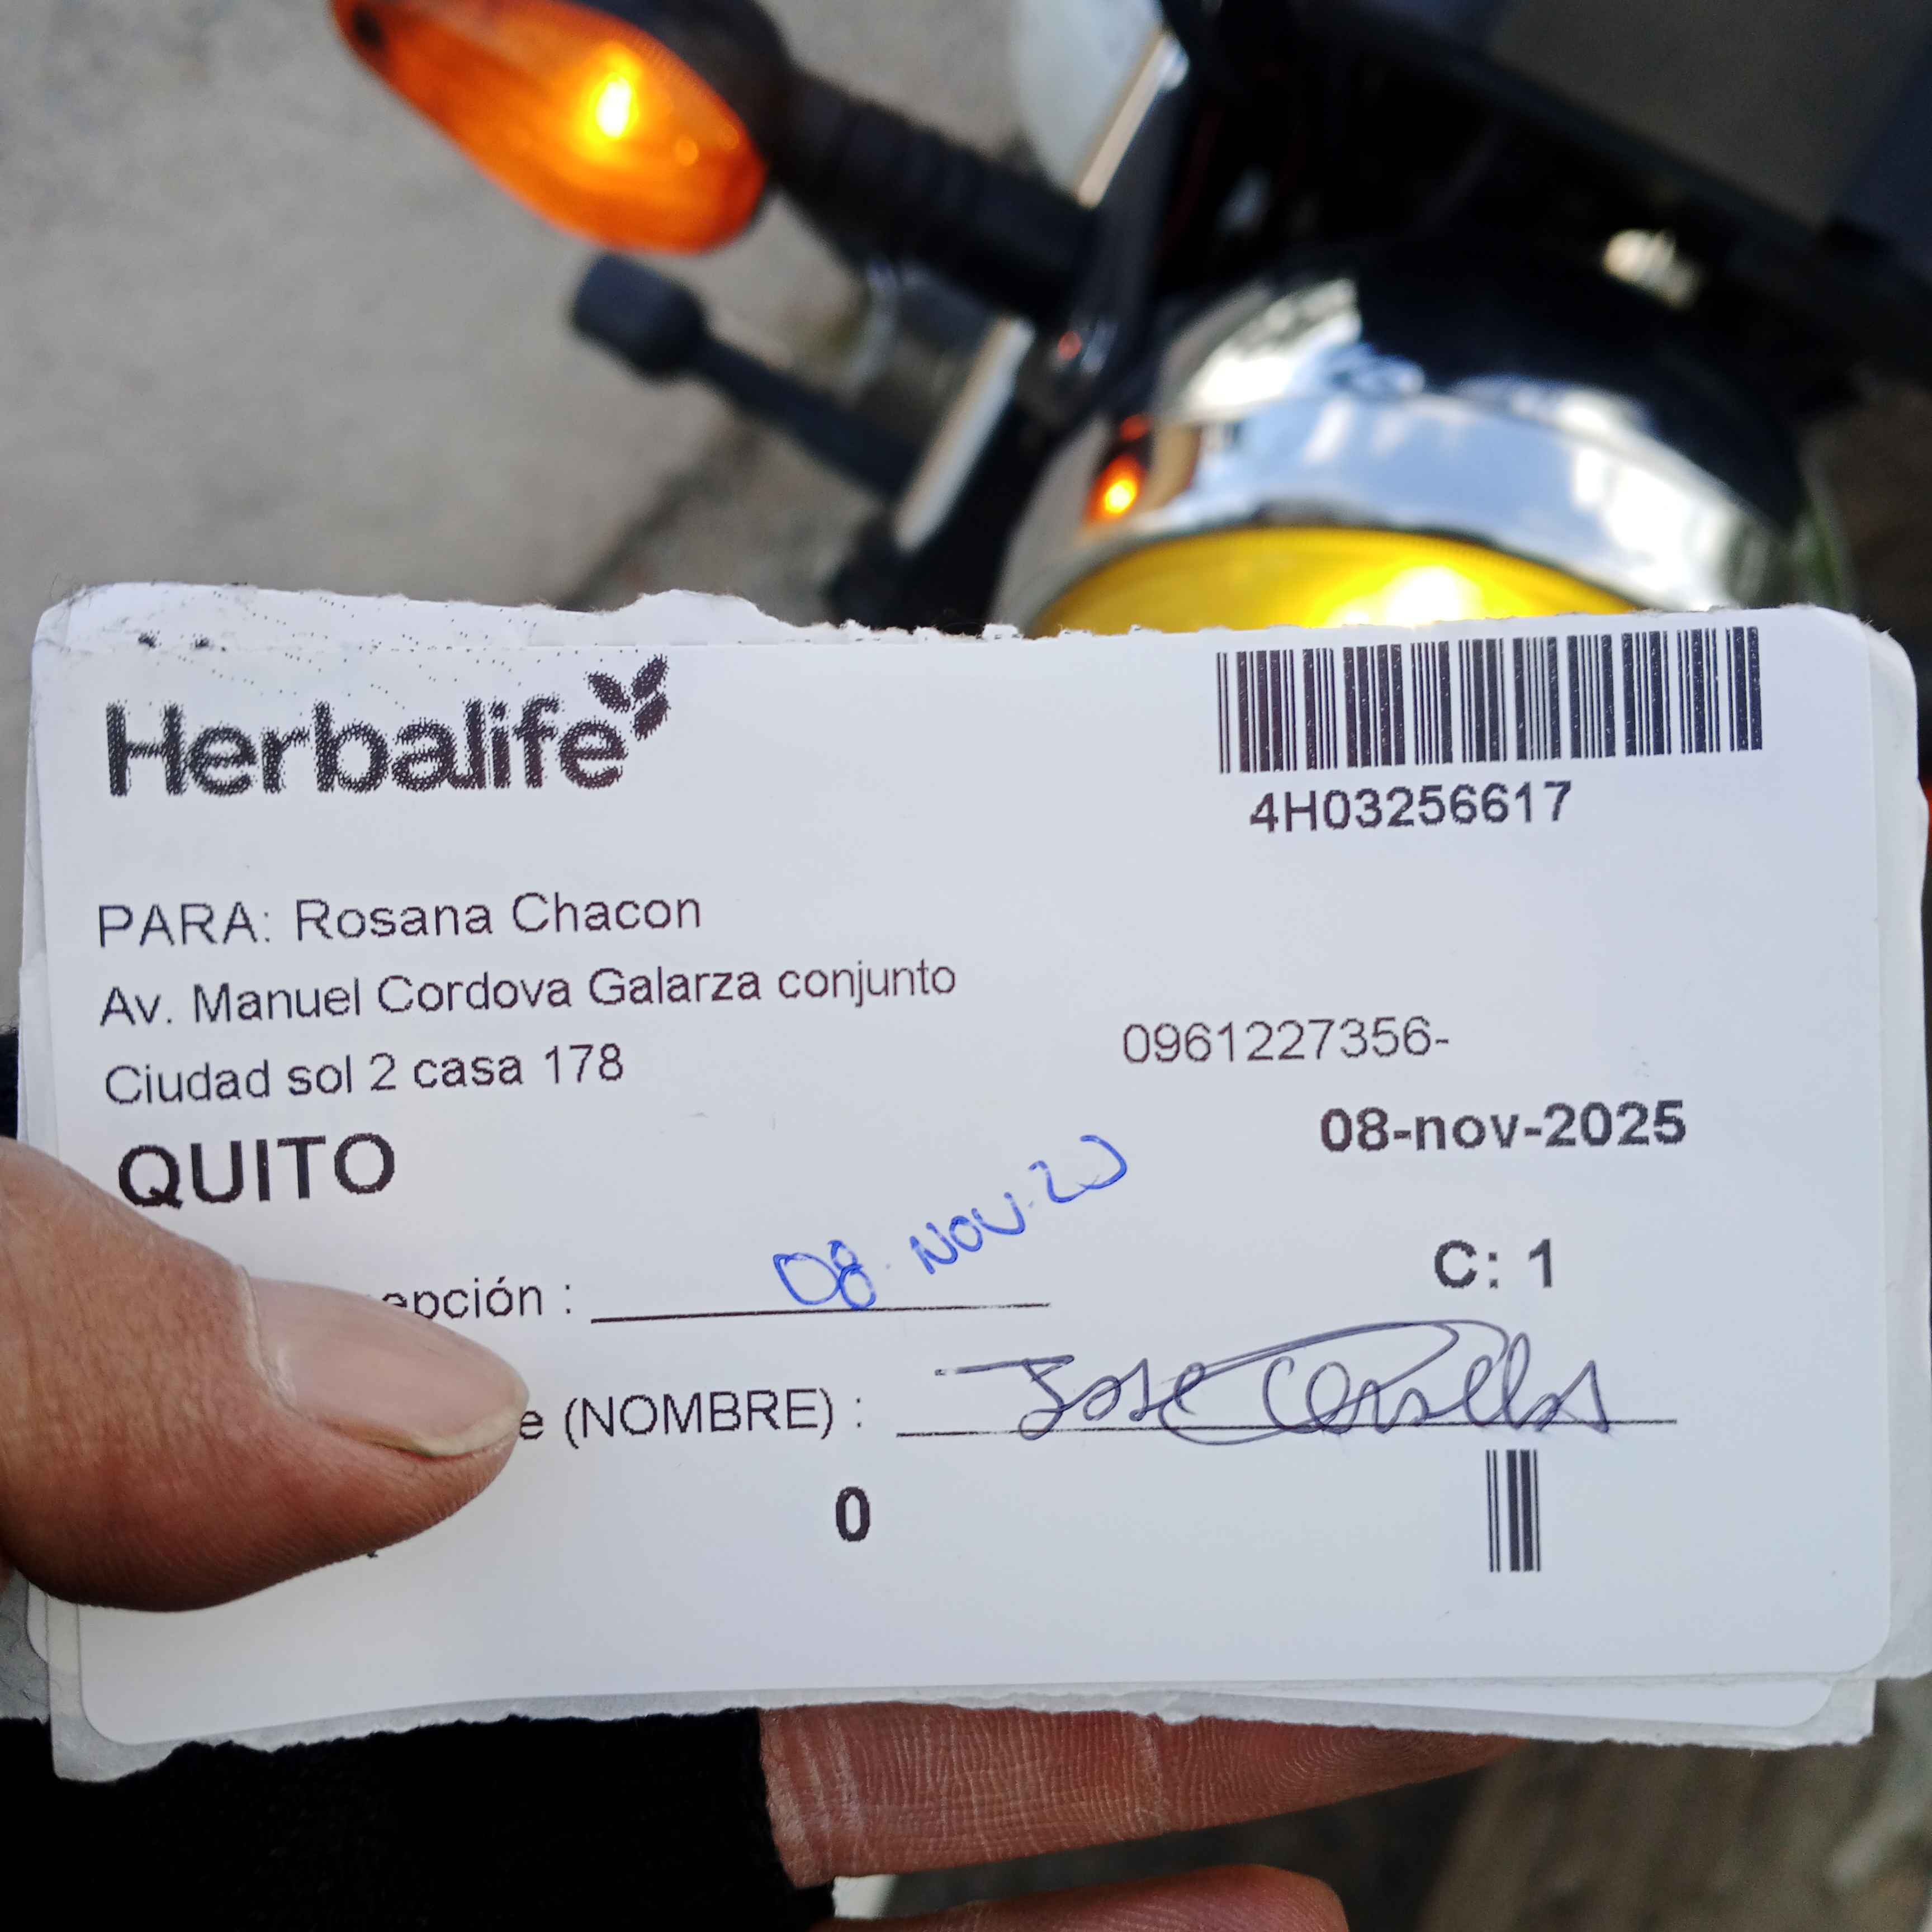 Herbalife
4H03256617
PARA: Rosana Chacon
Av. Manuel Cordova Galarza conjunto
Ciudad sol 2 casa 178
0961227356-
QUITO
08-nov-2025
epción : 08 NOV
C: 1
e (NOMBRE) : Jose
0